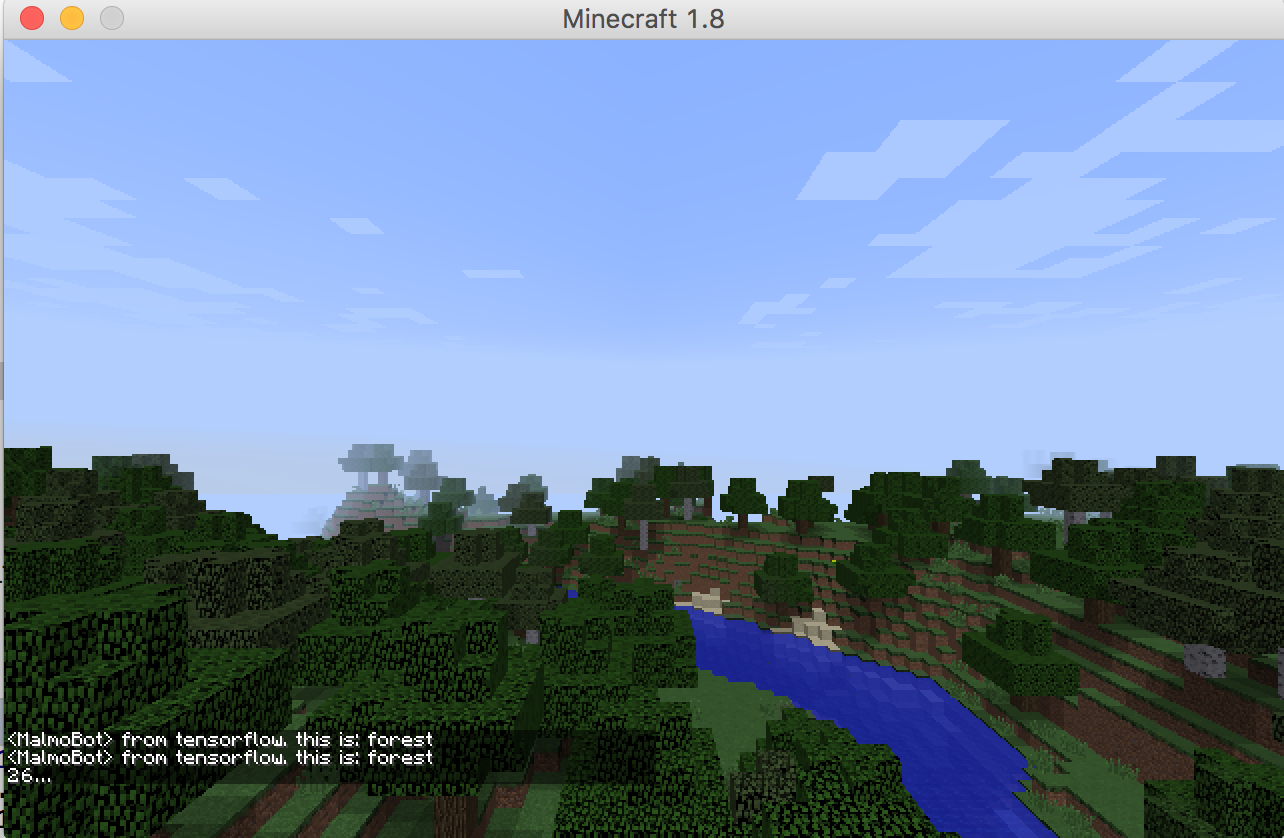 Minecraft 1.8
<MalmoBot> from tensorflow. this is: forest
<MalmoBot> from tensorflow. this is: forest
26...